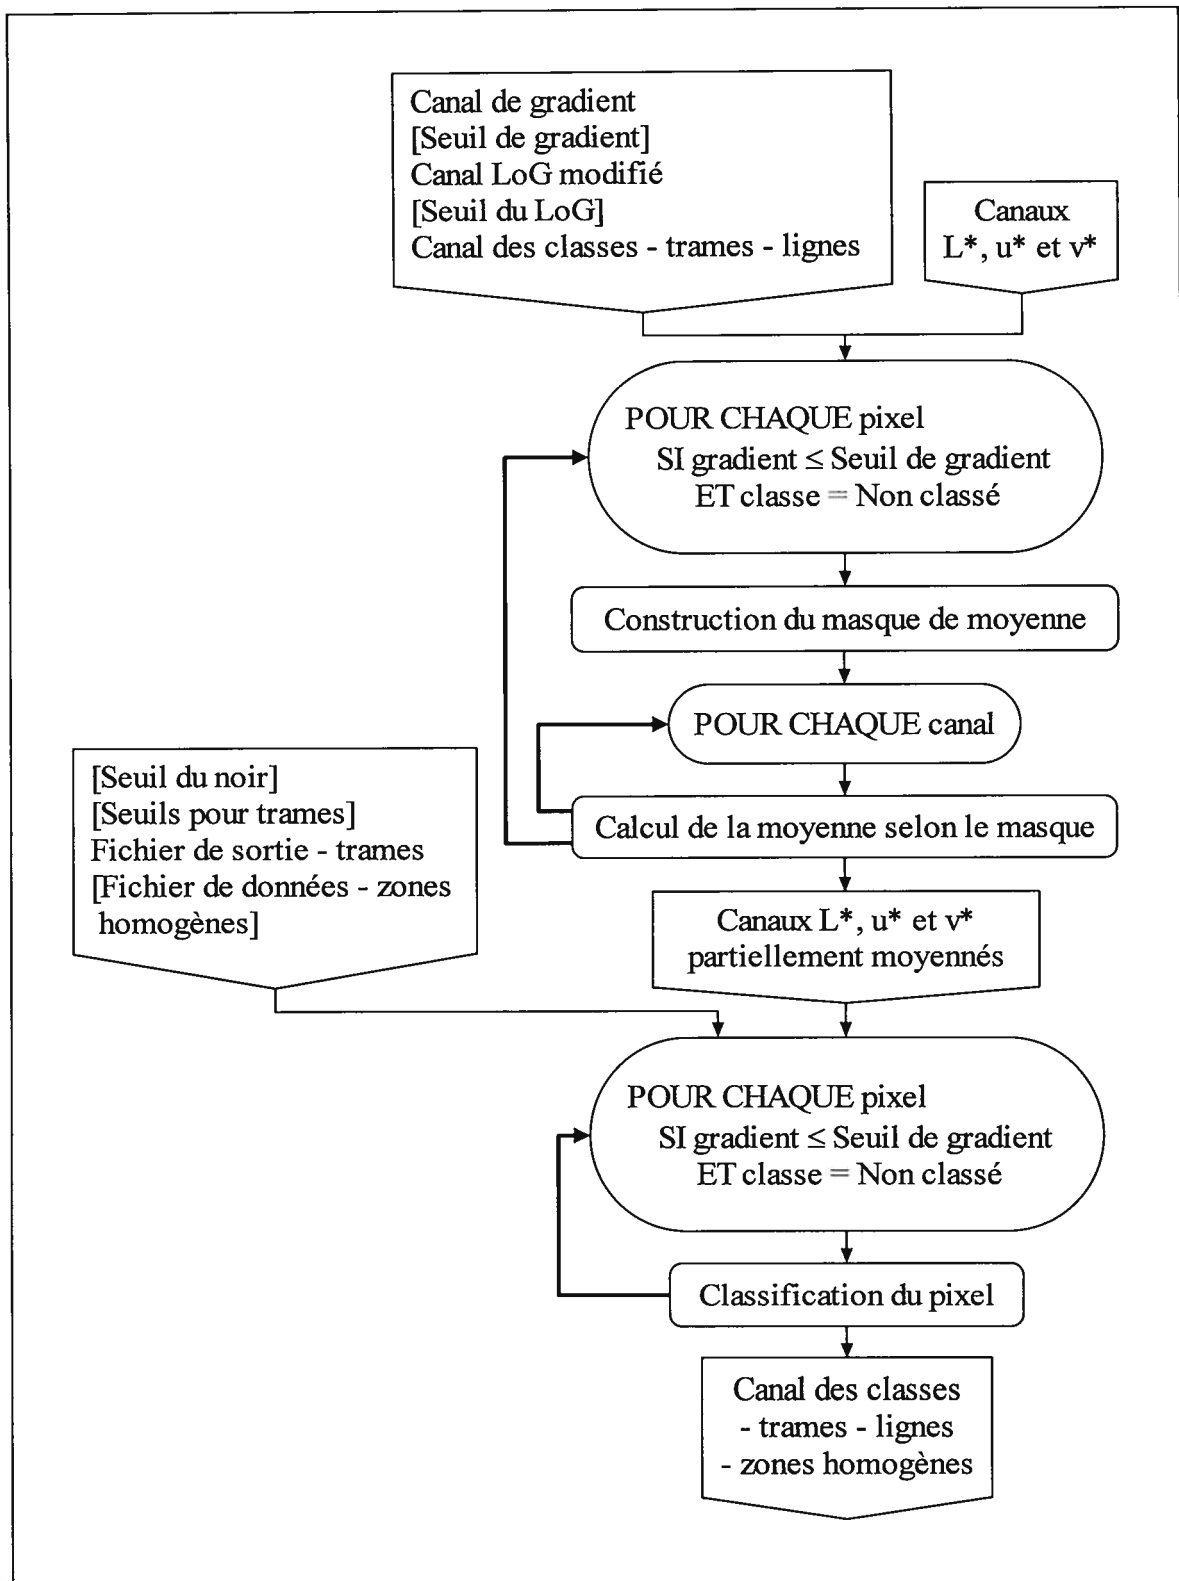 Canal de gradient
[Seuil de gradient]
Canal LoG modifié
[Seuil du LoG]
Canal des classes - trames - lignes
Canaux
L*, u* et v*
POUR CHAQUE pixel
SI gradient ≤ Seuil de gradient
ET classe = Non classé
Construction du masque de moyenne
POUR CHAQUE canal
Calcul de la moyenne selon le masque
[Seuil du noir]
[Seuils pour trames]
Fichier de sortie - trames
[Fichier de données - zones
homogènes]
Canaux L*, u* et v*
partiellement moyennés
POUR CHAQUE pixel
SI gradient ≤ Seuil de gradient
ET classe = Non classé
Classification du pixel
Canal des classes
- trames - lignes
- zones homogènes